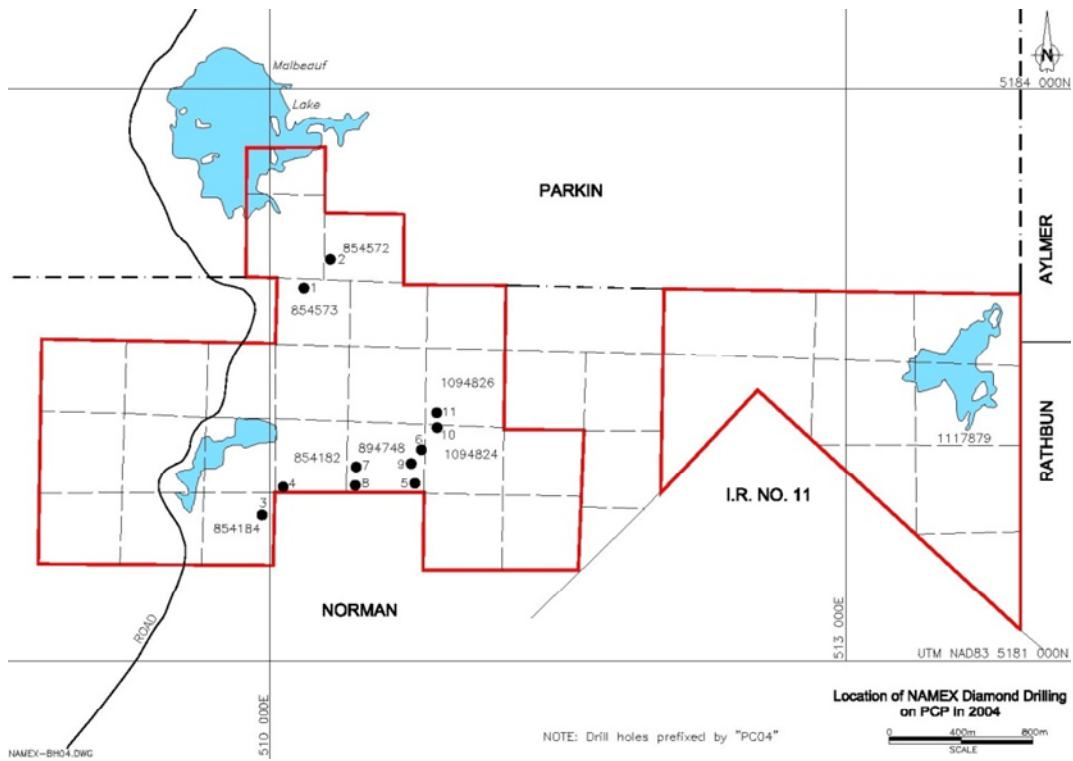 Malbeauf
Lake
N
5184 000N
PARKIN
AYLMER
854572
2
1
854573
1094826
11
10
6
894748
1094824
854182
7
9
8
5
4
3
854184
1117879
RATHBUN
I.R. NO. 11
NORMAN
ROAD
513 000E
UTM NAD83 5181 000N
510 000E
Location of NAMEX Diamond Drilling
on PCP in 2004
0 400m 800m
SCALE
NOTE: Drill holes prefixed by "PC04"
NAMEX-BH04.DWG